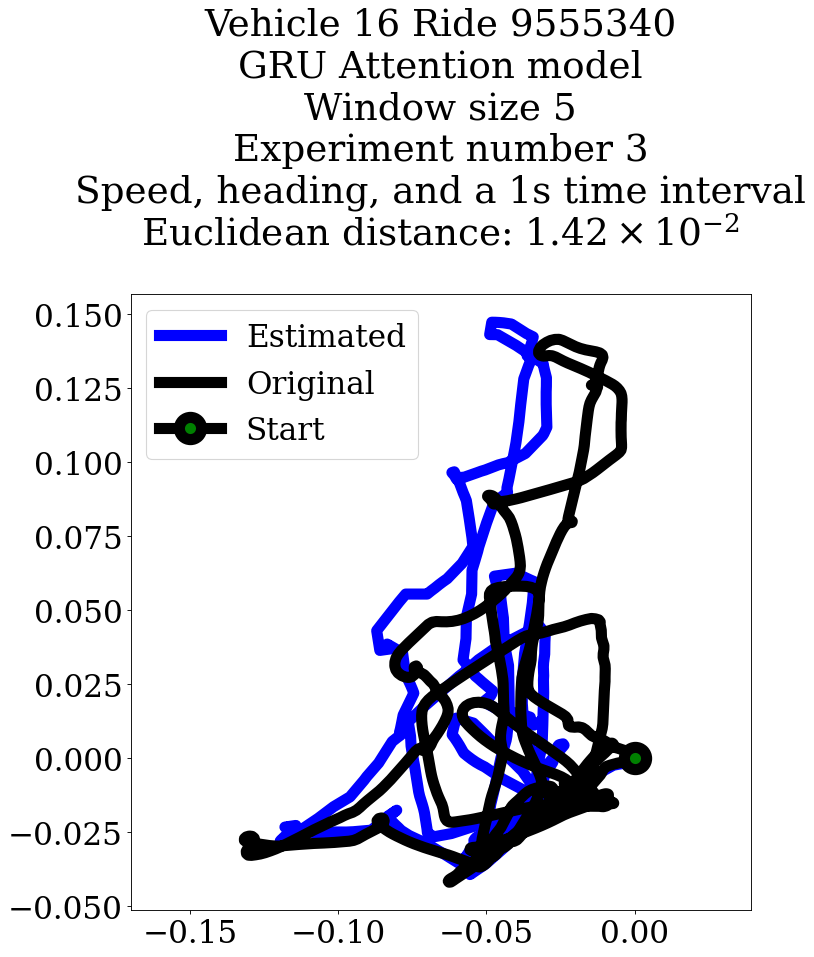 Vehicle 16 Ride 9555340
GRU Attention model
Window size 5
Experiment number 3
Speed, heading, and a 1s time interval
Euclidean distance: 1.42 × 10⁻²
Estimated
Original
Start
0.150
0.125
0.100
0.075
0.050
0.025
0.000
−0.025
−0.050
−0.15 −0.10 −0.05 0.00